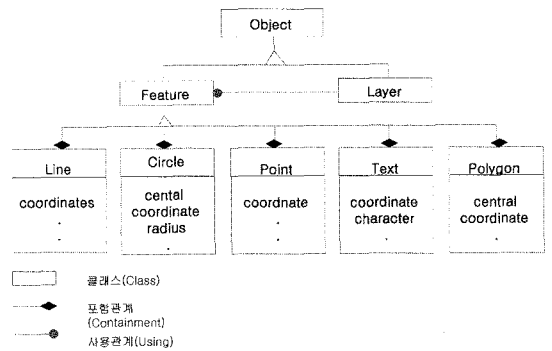 Object
Feature
Layer
Line
Circle
Point
Text
Polygon
coordinates
cental
coordinate
radius
coordnate
coordinate
character
central
coordinate
클래스(Class)
포함관계
(Containment)
사용관계(Using)